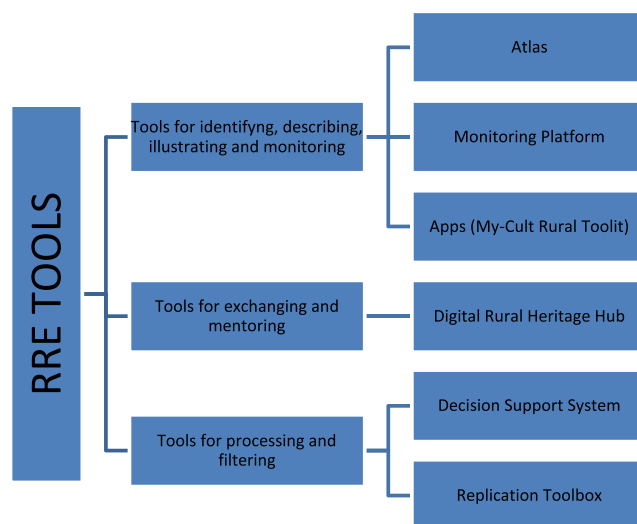 RRE TOOLS
Tools for identifyng, describing,
illustrating and monitoring
Atlas
Monitoring Platform
Apps (My-Cult Rural Toolit)
Tools for exchanging and
mentoring
Digital Rural Heritage Hub
Tools for processing and
filtering
Decision Support System
Replication Toolbox